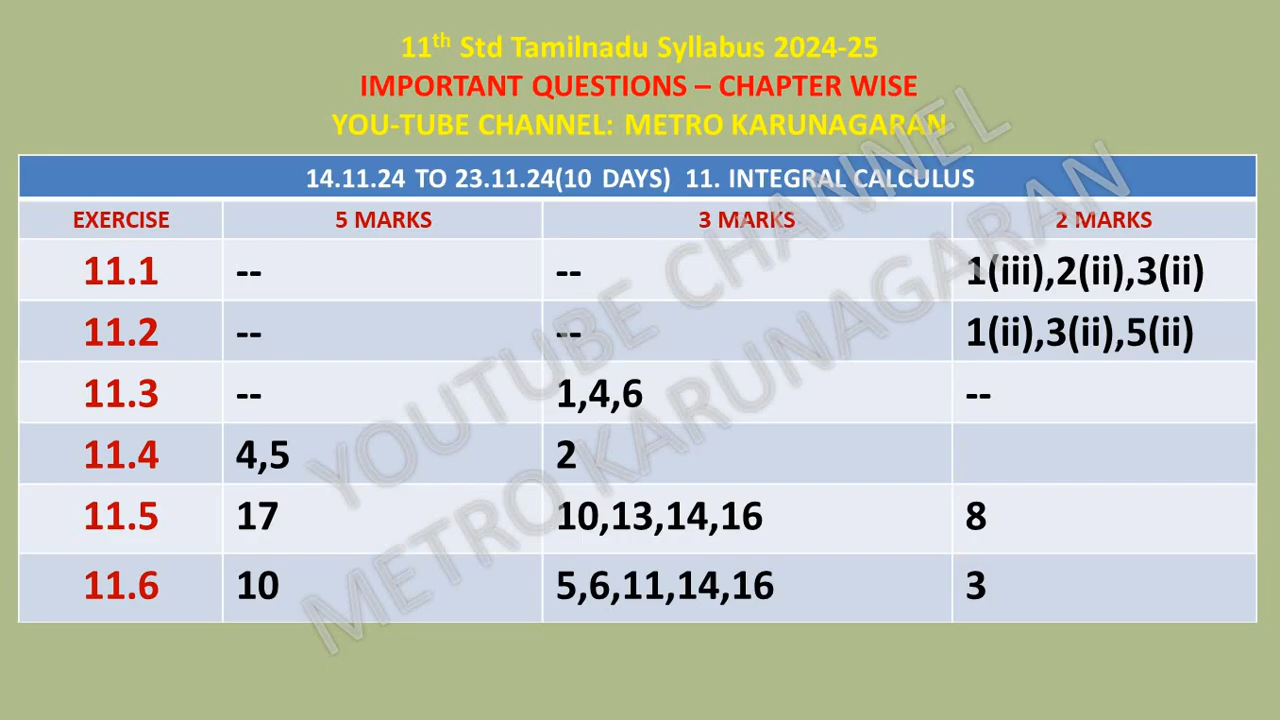 11th Std Tamilnadu Syllabus 2024-25
IMPORTANT QUESTIONS – CHAPTER WISE
YOU-TUBE CHANNEL: METRO KARUNAGARAN
14.11.24 TO 23.11.24(10 DAYS) 11. INTEGRAL CALCULUS
EXERCISE 5 MARKS 3 MARKS 2 MARKS
11.1 -- -- 1(iii),2(ii),3(ii)
11.2 -- -- 1(ii),3(ii),5(ii)
11.3 -- 1,4,6 --
11.4 4,5 2
11.5 17 10,13,14,16 8
11.6 10 5,6,11,14,16 3
YOUTUBE CHANNEL
METRO KARUNAGARAN